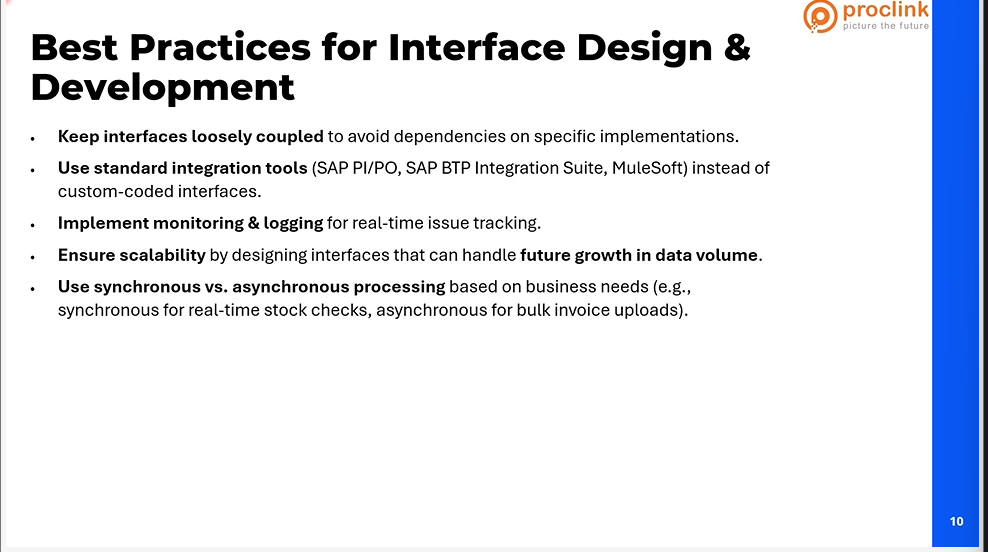 proclink
picture the future
Best Practices for Interface Design &
Development
• Keep interfaces loosely coupled to avoid dependencies on specific implementations.
• Use standard integration tools (SAP PI/PO, SAP BTP Integration Suite, MuleSoft) instead of
custom-coded interfaces.
• Implement monitoring & logging for real-time issue tracking.
• Ensure scalability by designing interfaces that can handle future growth in data volume.
• Use synchronous vs. asynchronous processing based on business needs (e.g.,
synchronous for real-time stock checks, asynchronous for bulk invoice uploads).
10